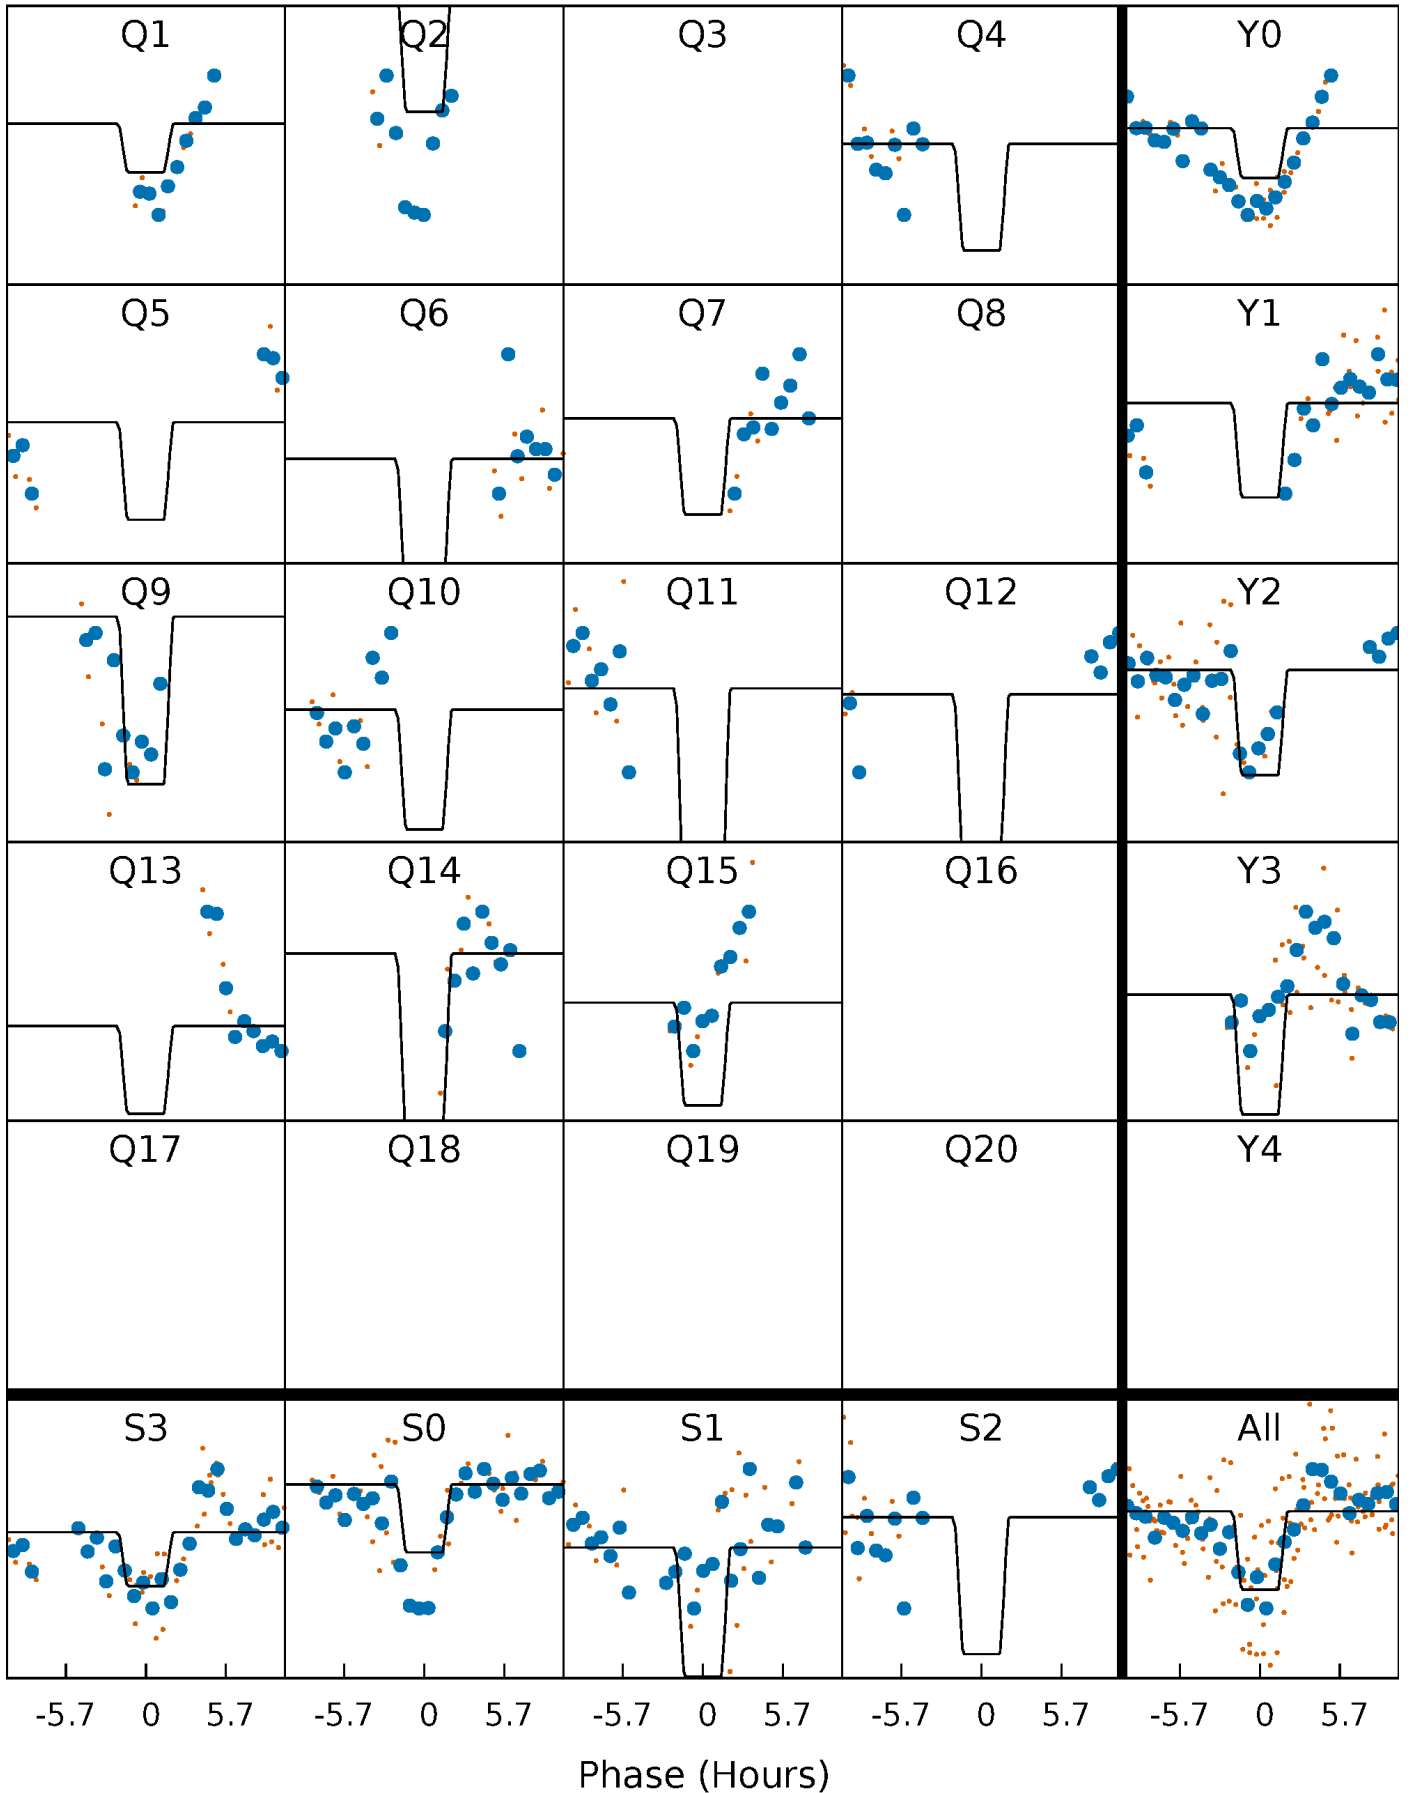 Q1 Q2 Q3 Q4 Y0
Q5 Q6 Q7 Q8 Y1
Q9 Q10 Q11 Q12 Y2
Q13 Q14 Q15 Q16 Y3
Q17 Q18 Q19 Q20 Y4
S3 S0 S1 S2 All
-5.7 0 5.7 -5.7 0 5.7 -5.7 0 5.7 -5.7 0 5.7 -5.7 0 5.7
Phase (Hours)